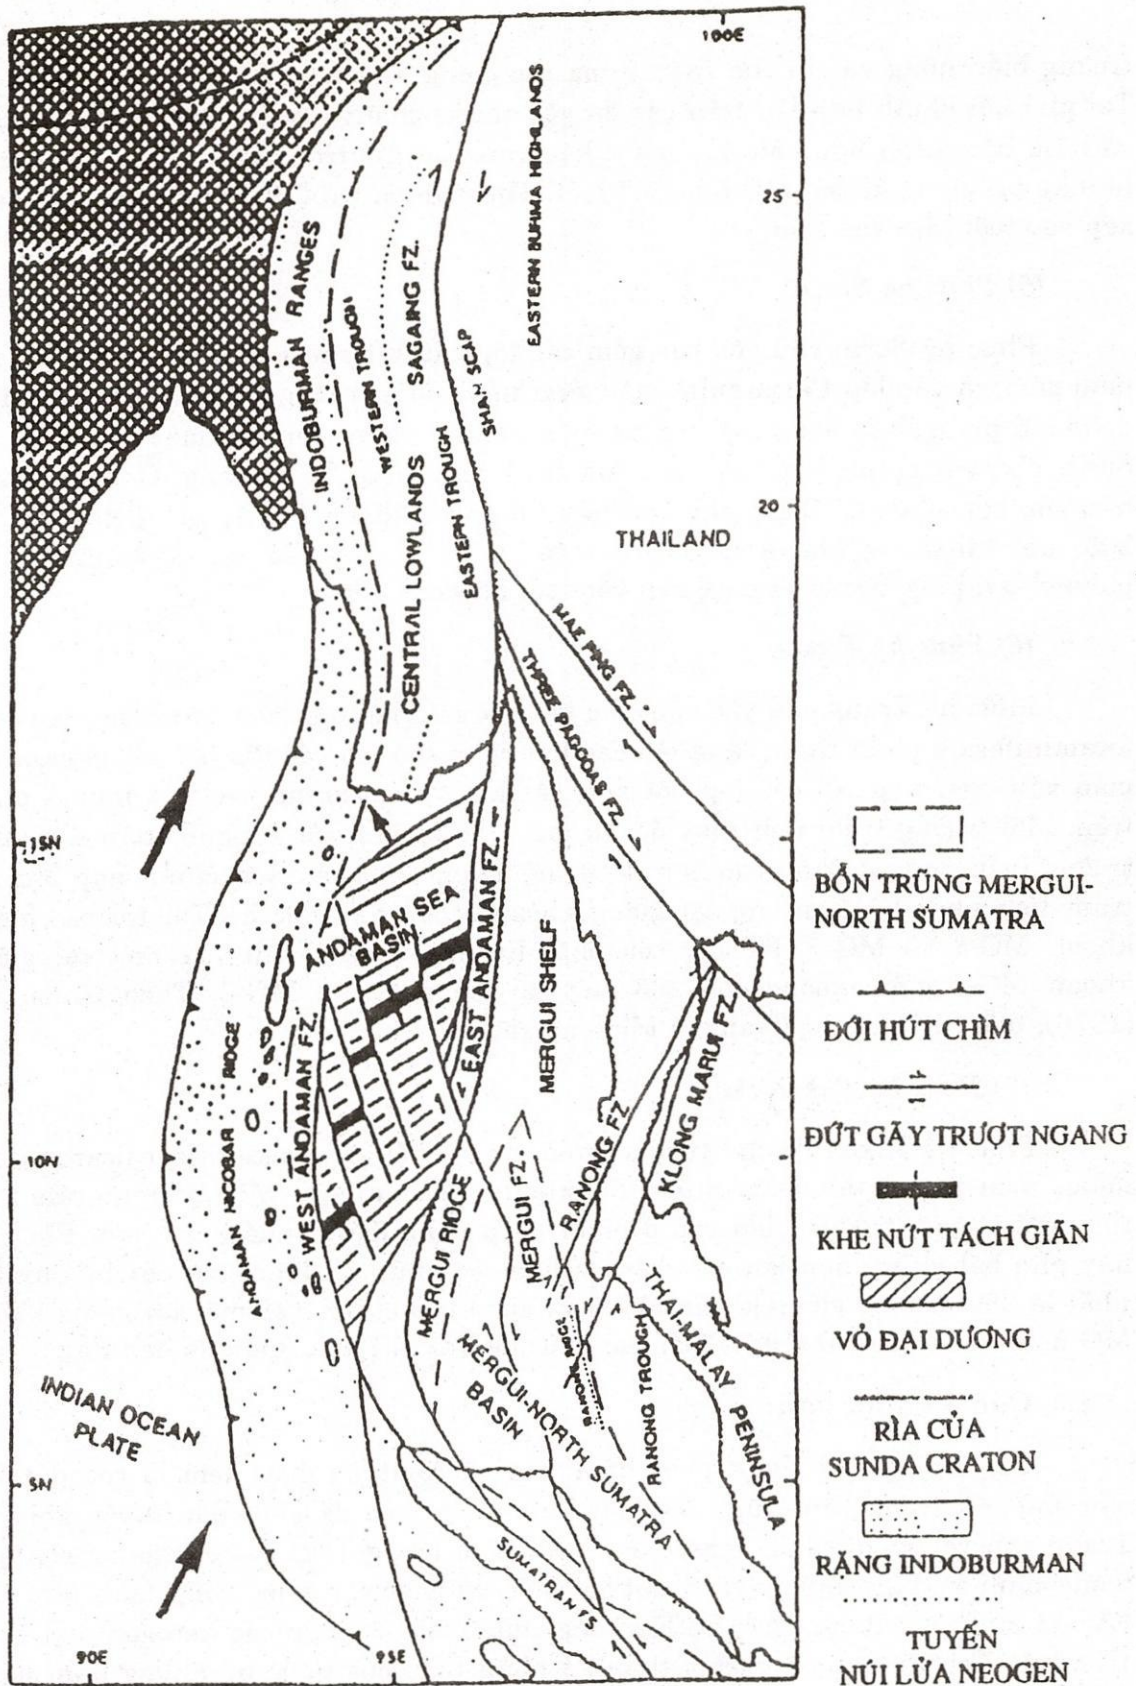 100E
EASTERN BURMA HIGHLANDS
25
INDOBURMAN RANGES
WESTERN TROUGH
SAGAING FZ.
CENTRAL LOWLANDS
EASTERN TROUGH
SHAN SCAP
20
THAILAND
MAE PING FZ.
THREE PAGODAS FZ.
15N
ANDAMAN SEA
BASIN
EAST ANDAMAN FZ.
MERGUI SHELF
ANDAMAN NICOBAR RIDGE
WEST ANDAMAN FZ.
10N
MERGUI RIDGE
MERGUI FZ.
RANONG FZ
KLONG MARUI FZ.
RANONG RIDGE
RANONG TROUGH
THAI-MALAY PENINSULA
MERGUI-NORTH SUMATRA
BASIN
INDIAN OCEAN
PLATE
5N
SUMATRAN FS
90E
95E
BỒN TRŨNG MERGUI-
NORTH SUMATRA
ĐỚI HÚT CHÌM
ĐỨT GÃY TRƯỢT NGANG
KHE NỨT TÁCH GIÃN
VỎ ĐẠI DƯƠNG
RÌA CỦA
SUNDA CRATON
RẶNG INDOBURMAN
TUYẾN
NÚI LỬA NEOGEN